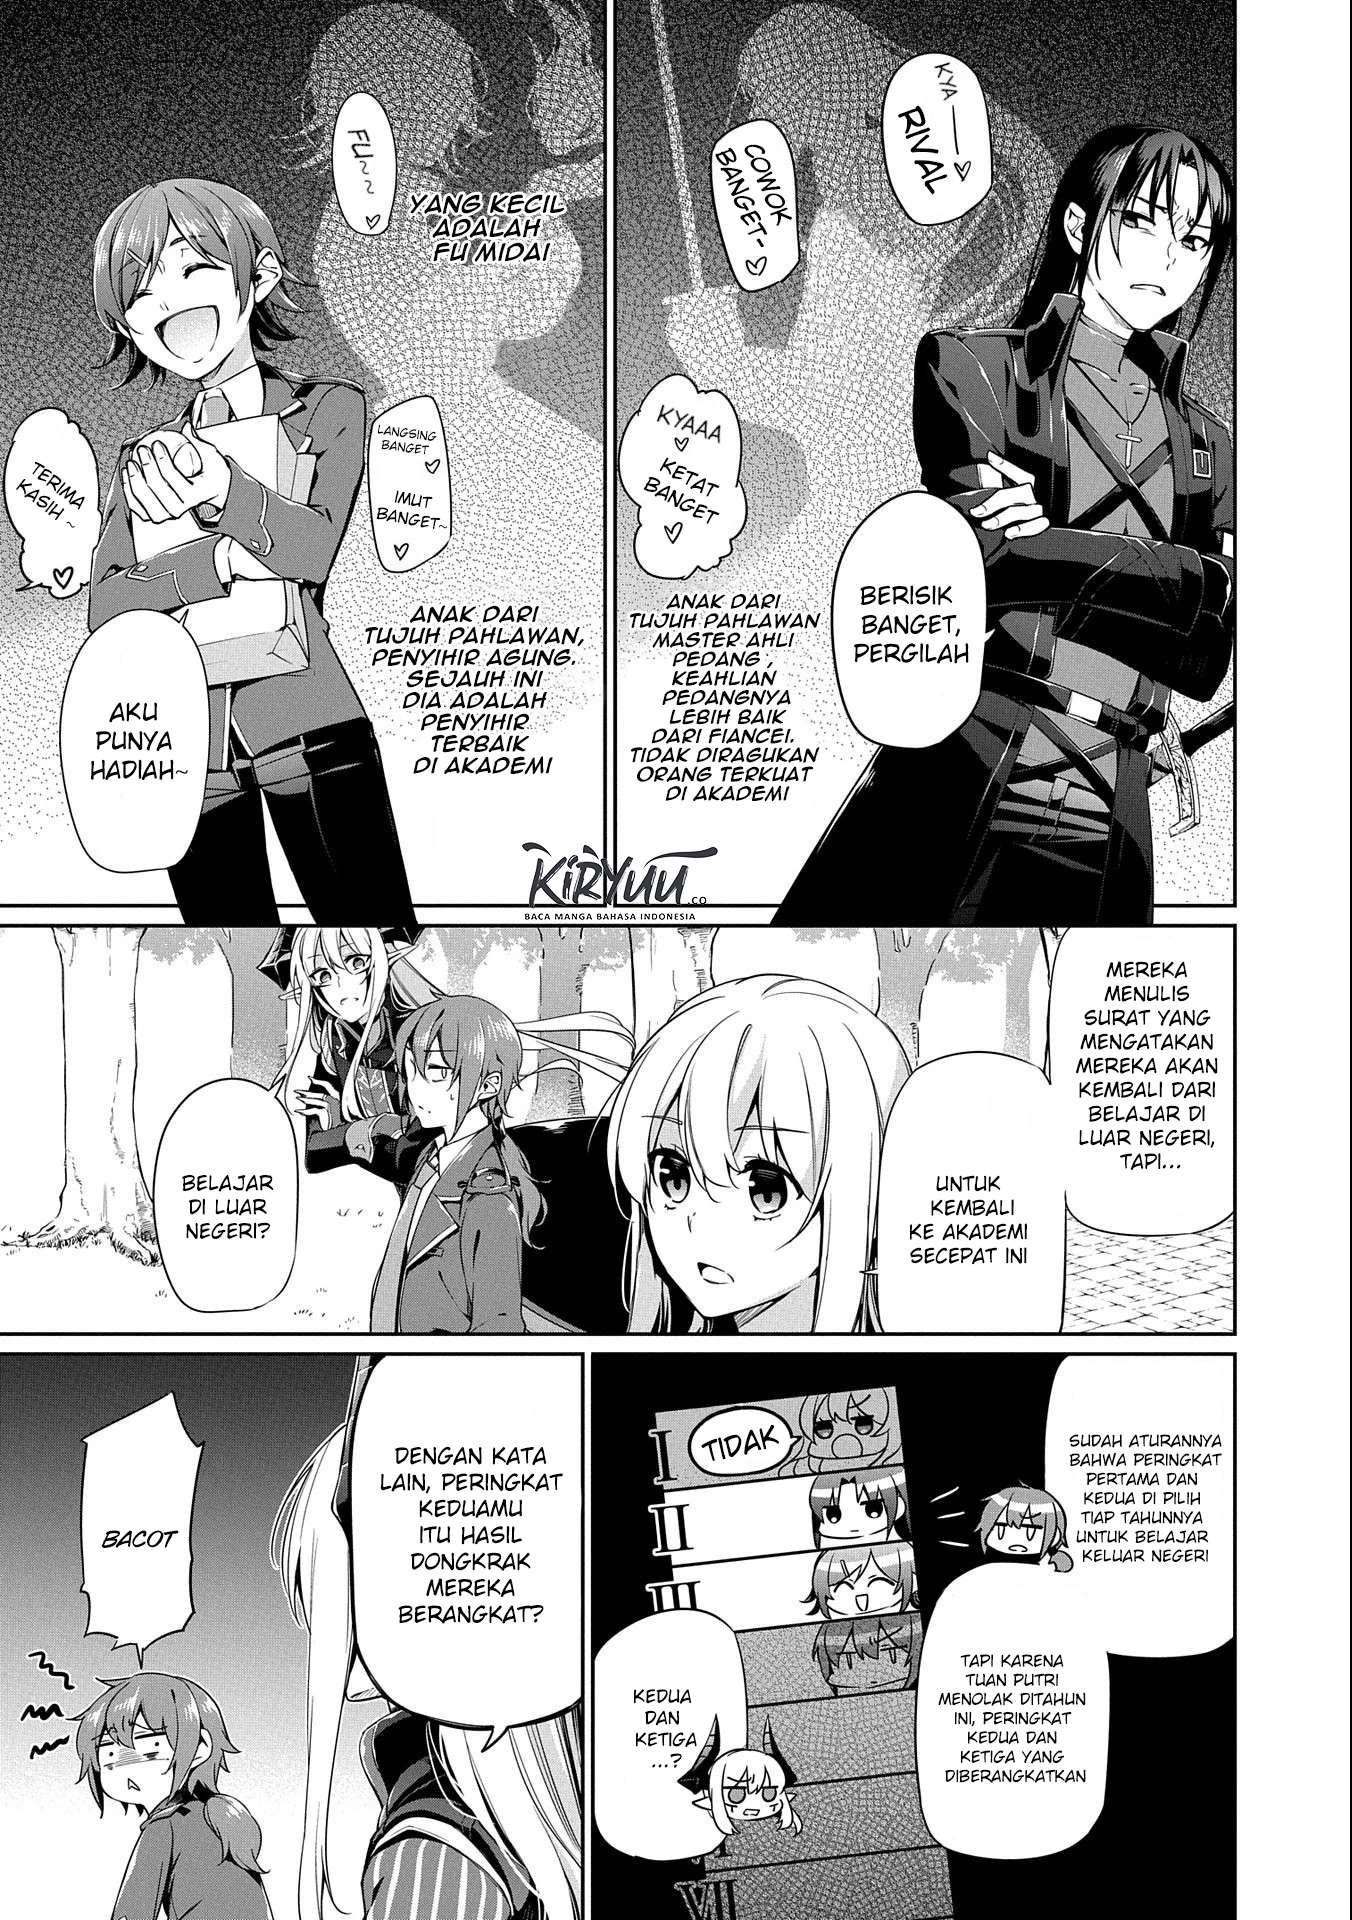 KYA—♡
RIVAL
COWOK
BANGET~♡
KYAAA♡
KETAT
BANGET♡
BERISIK
BANGET,
PERGILAH
ANAK DARI
TUJUH PAHLAWAN
MASTER AHLI
PEDANG ,
KEAHLIAN
PEDANGNYA
LEBIH BAIK
DARI FIANCEI.
TIDAK DIRAGUKAN
ORANG TERKUAT
DI AKADEMI
FU~~♡
YANG KECIL
ADALAH
FU MIDAI
LANGSING
BANGET♡
IMUT
BANGET~♡
TERIMA
KASIH~♡
ANAK DARI
TUJUH PAHLAWAN,
PENYIHIR AGUNG.
SEJAUH INI
DIA ADALAH
PENYIHIR
TERBAIK
DI AKADEMI
AKU
PUNYA
HADIAH~
KIRYUU.CO
BACA MANGA BAHASA INDONESIA
MEREKA
MENULIS
SURAT YANG
MENGATAKAN
MEREKA AKAN
KEMBALI DARI
BELAJAR DI
LUAR NEGERI,
TAPI...
UNTUK
KEMBALI
KE AKADEMI
SECEPAT INI
BELAJAR
DI LUAR
NEGERI?
SUDAH ATURANNYA
BAHWA PERINGKAT
PERTAMA DAN
KEDUA DI PILIH
TIAP TAHUNNYA
UNTUK BELAJAR
KELUAR NEGERI
I
TIDAK
II
III
TAPI KARENA
TUAN PUTRI
MENOLAK DITAHUN
INI, PERINGKAT
KEDUA DAN
KETIGA YANG
DIBERANGKATKAN
KEDUA
DAN
KETIGA
...?
VI
VII
DENGAN KATA
LAIN, PERINGKAT
KEDUAMU
ITU HASIL
DONGKRAK
MEREKA
BERANGKAT?
BACOT